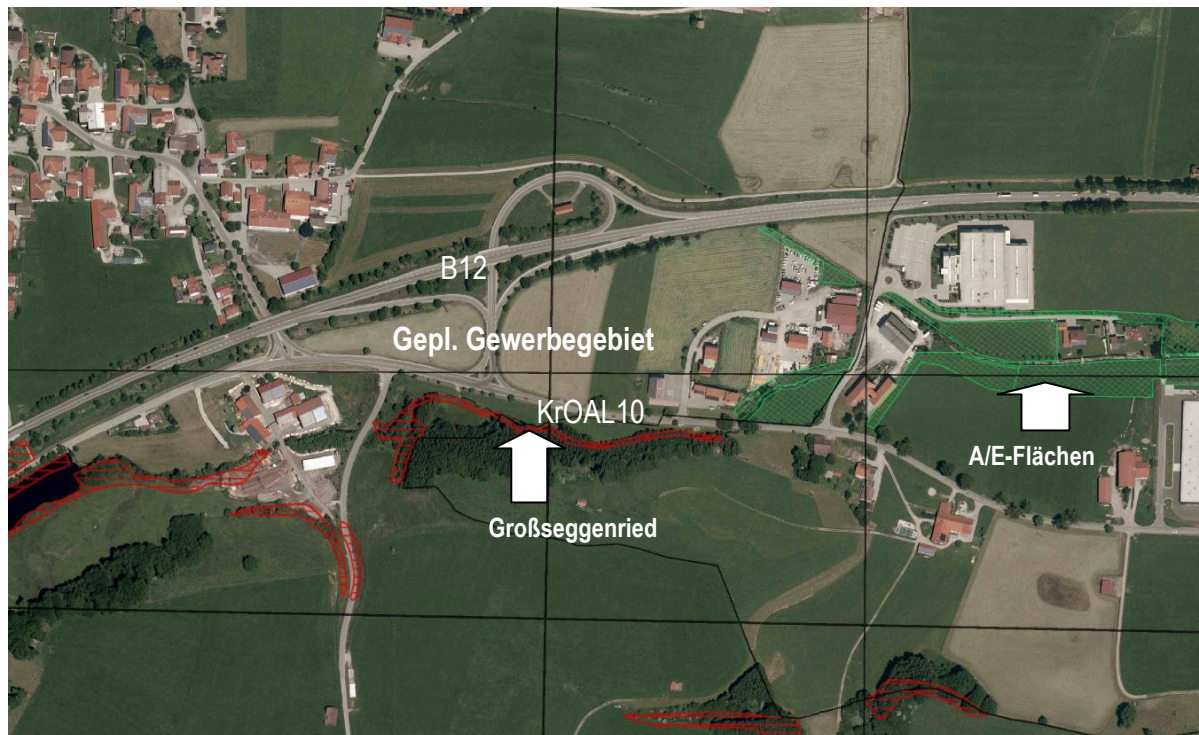 B12
Gepl. Gewerbegebiet
KrOAL10
A/E-Flächen
Großseggenried